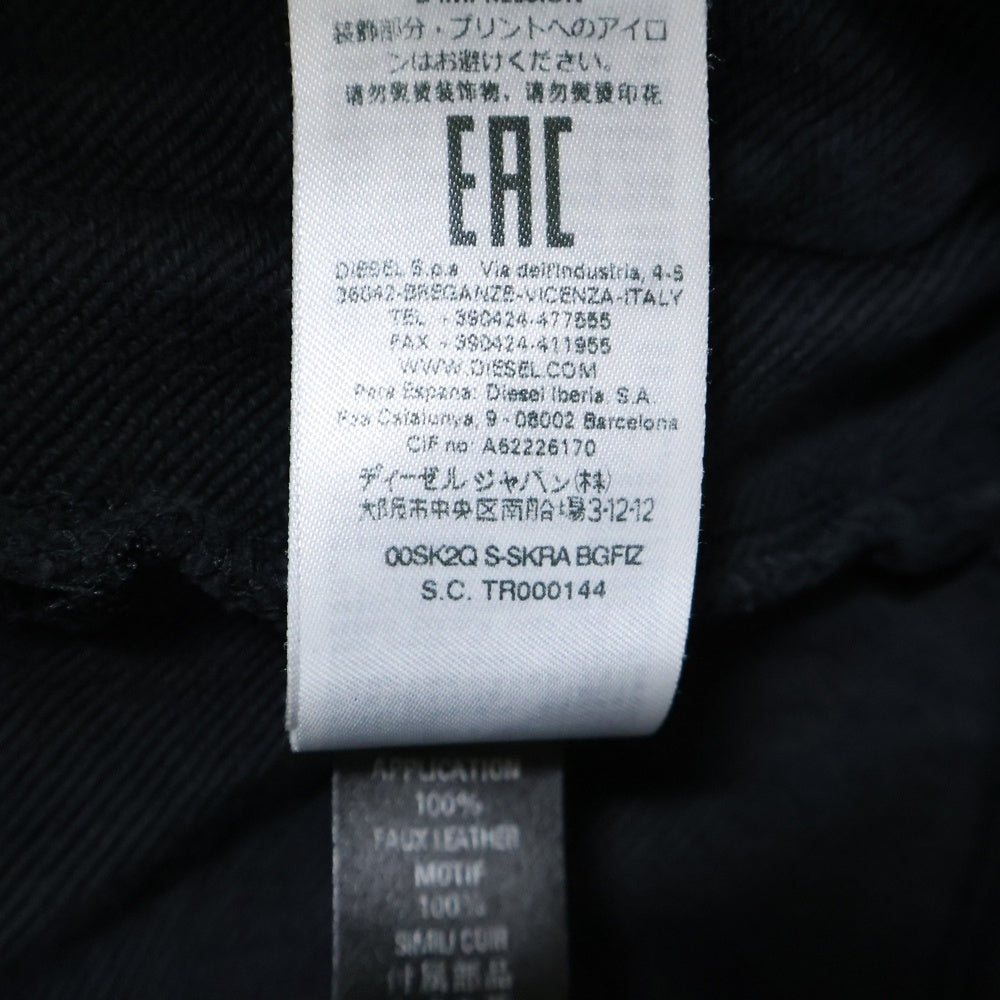 装飾部分・プリントへのアイロ
ンはお避けください。
请勿熨烫装饰物，请勿熨烫印花
EAC
DIESEL S.p.a Via dell'Industria, 4-6
36042-BREGANZE-VICENZA-ITALY
TEL +390424-477555
FAX +390424-411955
WWW.DIESEL.COM
Para Espana: Diesel Iberia S.A
Catalunya, 9 - 08002 Barcelona
CIF no: A62226170
ディーゼル ジャパン(株)
大阪市中央区南船場3-12-12
00SK2Q S-SKRA BGFIZ
S.C. TR000144
APPLICATION
100%
FAUX LEATHER
MOTIF
100%
SIMILI CUIR
付属部品